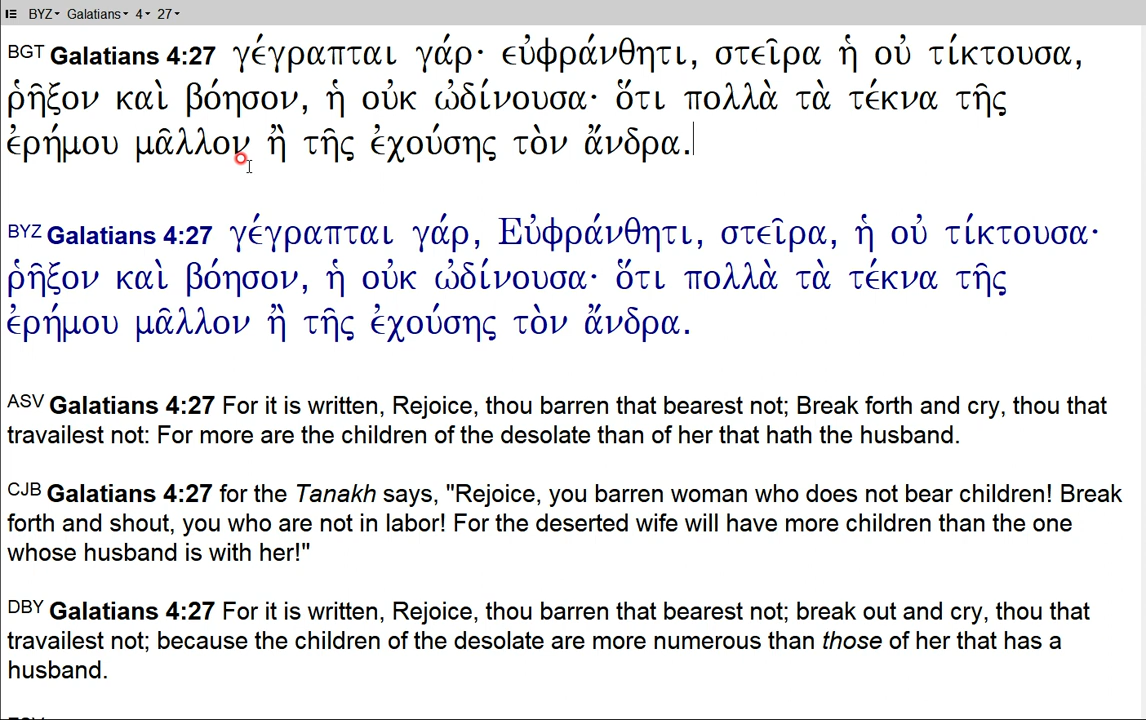 BYZ Galatians 4 27
BGT Galatians 4:27 γέγραπται γάρ· εὐφράνθητι, στεῖρα ἡ οὐ τίκτουσα,
ῥῆξον καὶ βόησον, ἡ οὐκ ὠδίνουσα· ὅτι πολλὰ τὰ τέκνα τῆς
ἐρήμου μᾶλλον ἢ τῆς ἐχούσης τὸν ἄνδρα.
BYZ Galatians 4:27 γέγραπται γάρ, Εὐφράνθητι, στεῖρα, ἡ οὐ τίκτουσα·
ῥῆξον καὶ βόησον, ἡ οὐκ ὠδίνουσα· ὅτι πολλὰ τὰ τέκνα τῆς
ἐρήμου μᾶλλον ἢ τῆς ἐχούσης τὸν ἄνδρα.
ASV Galatians 4:27 For it is written, Rejoice, thou barren that bearest not; Break forth and cry, thou that
travailest not: For more are the children of the desolate than of her that hath the husband.
CJB Galatians 4:27 for the Tanakh says, "Rejoice, you barren woman who does not bear children! Break
forth and shout, you who are not in labor! For the deserted wife will have more children than the one
whose husband is with her!"
DBY Galatians 4:27 For it is written, Rejoice, thou barren that bearest not; break out and cry, thou that
travailest not; because the children of the desolate are more numerous than those of her that has a
husband.